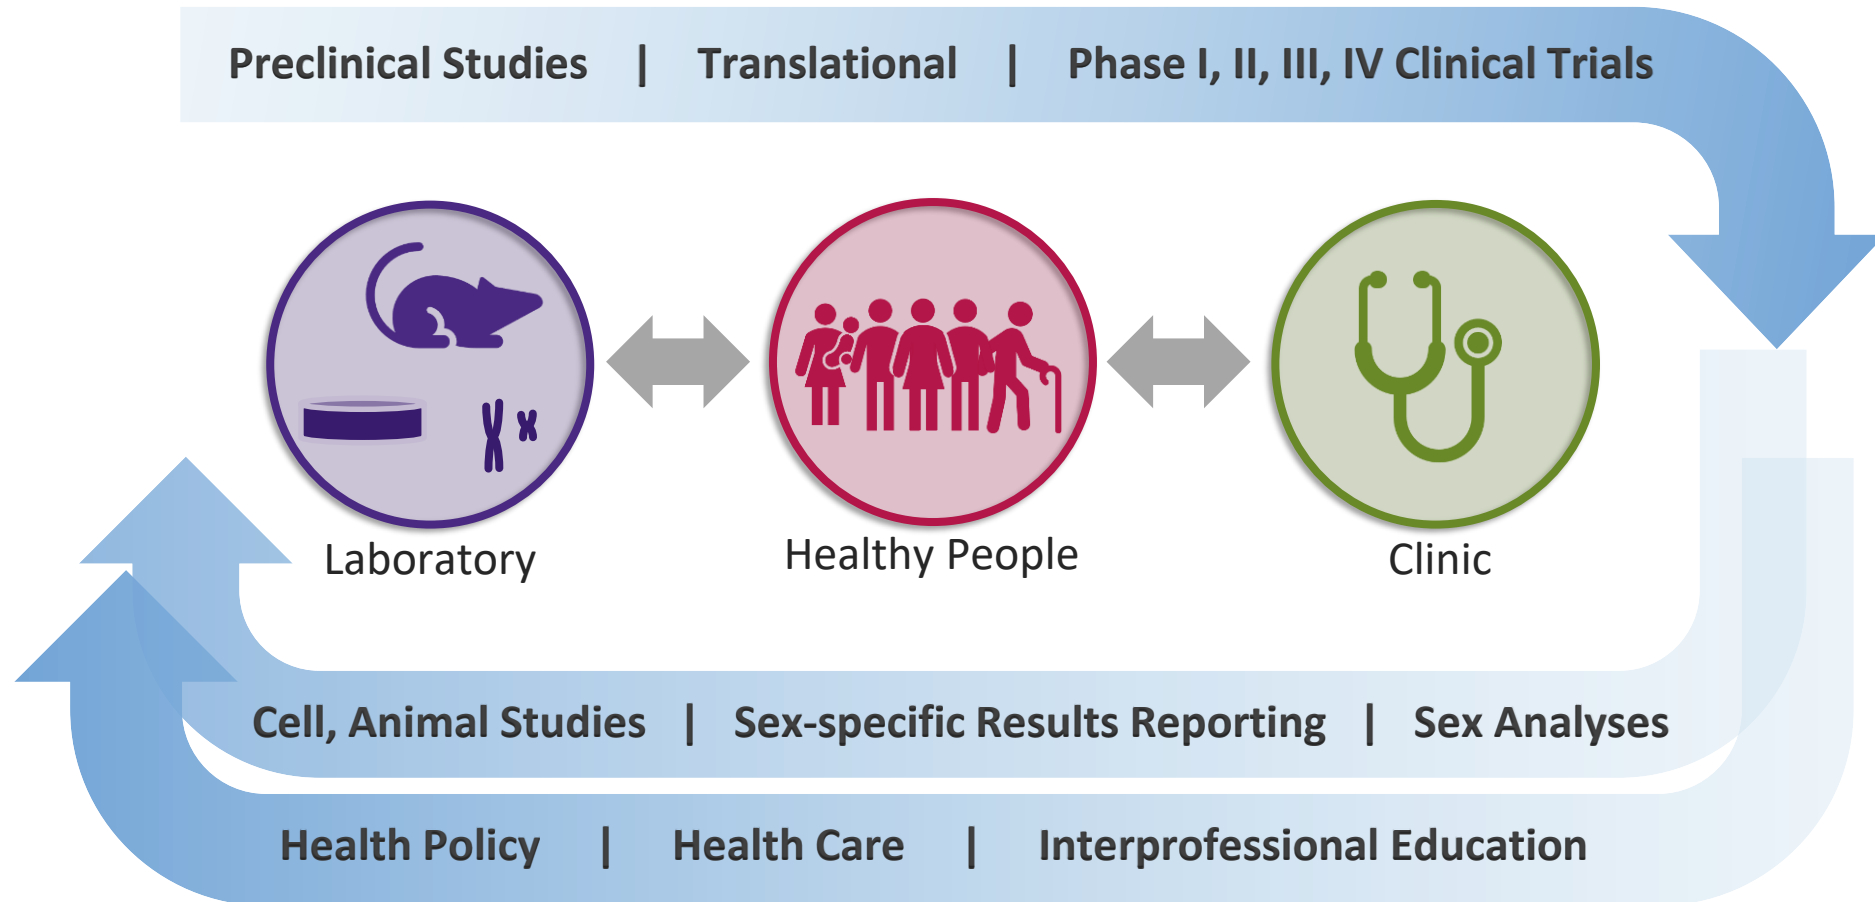 Preclinical Studies | Translational | Phase I, II, III, IV Clinical Trials
Laboratory
Healthy People
Clinic
Cell, Animal Studies | Sex-specific Results Reporting | Sex Analyses
Health Policy | Health Care | Interprofessional Education